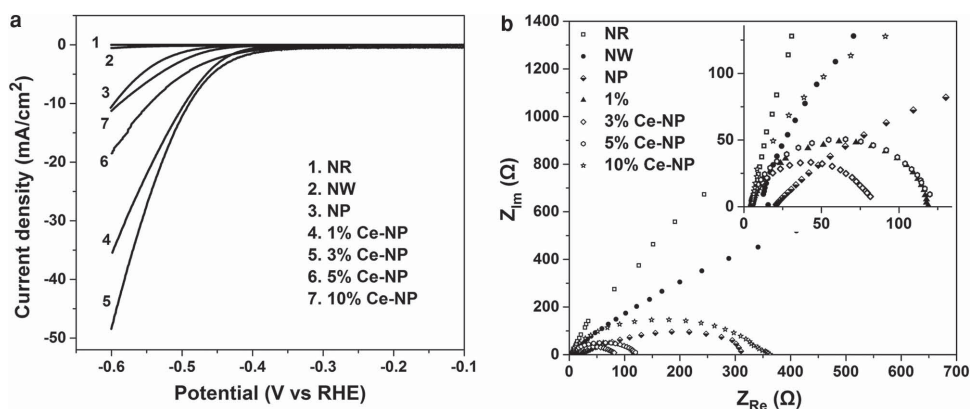 a
Current density (mA/cm²)
0
-10
-20
-30
-40
-50
-0.6
-0.5
-0.4
-0.3
-0.2
-0.1
Potential (V vs RHE)
1
2
3
7
6
4
5
1. NR
2. NW
3. NP
4. 1% Ce-NP
5. 3% Ce-NP
6. 5% Ce-NP
7. 10% Ce-NP
b
Z_Im (Ω)
1400
1200
1000
800
600
400
200
0
0
100
200
300
400
500
600
700
Z_Re (Ω)
NR
NW
NP
1%
3% Ce-NP
5% Ce-NP
10% Ce-NP
100
50
0
0
50
100